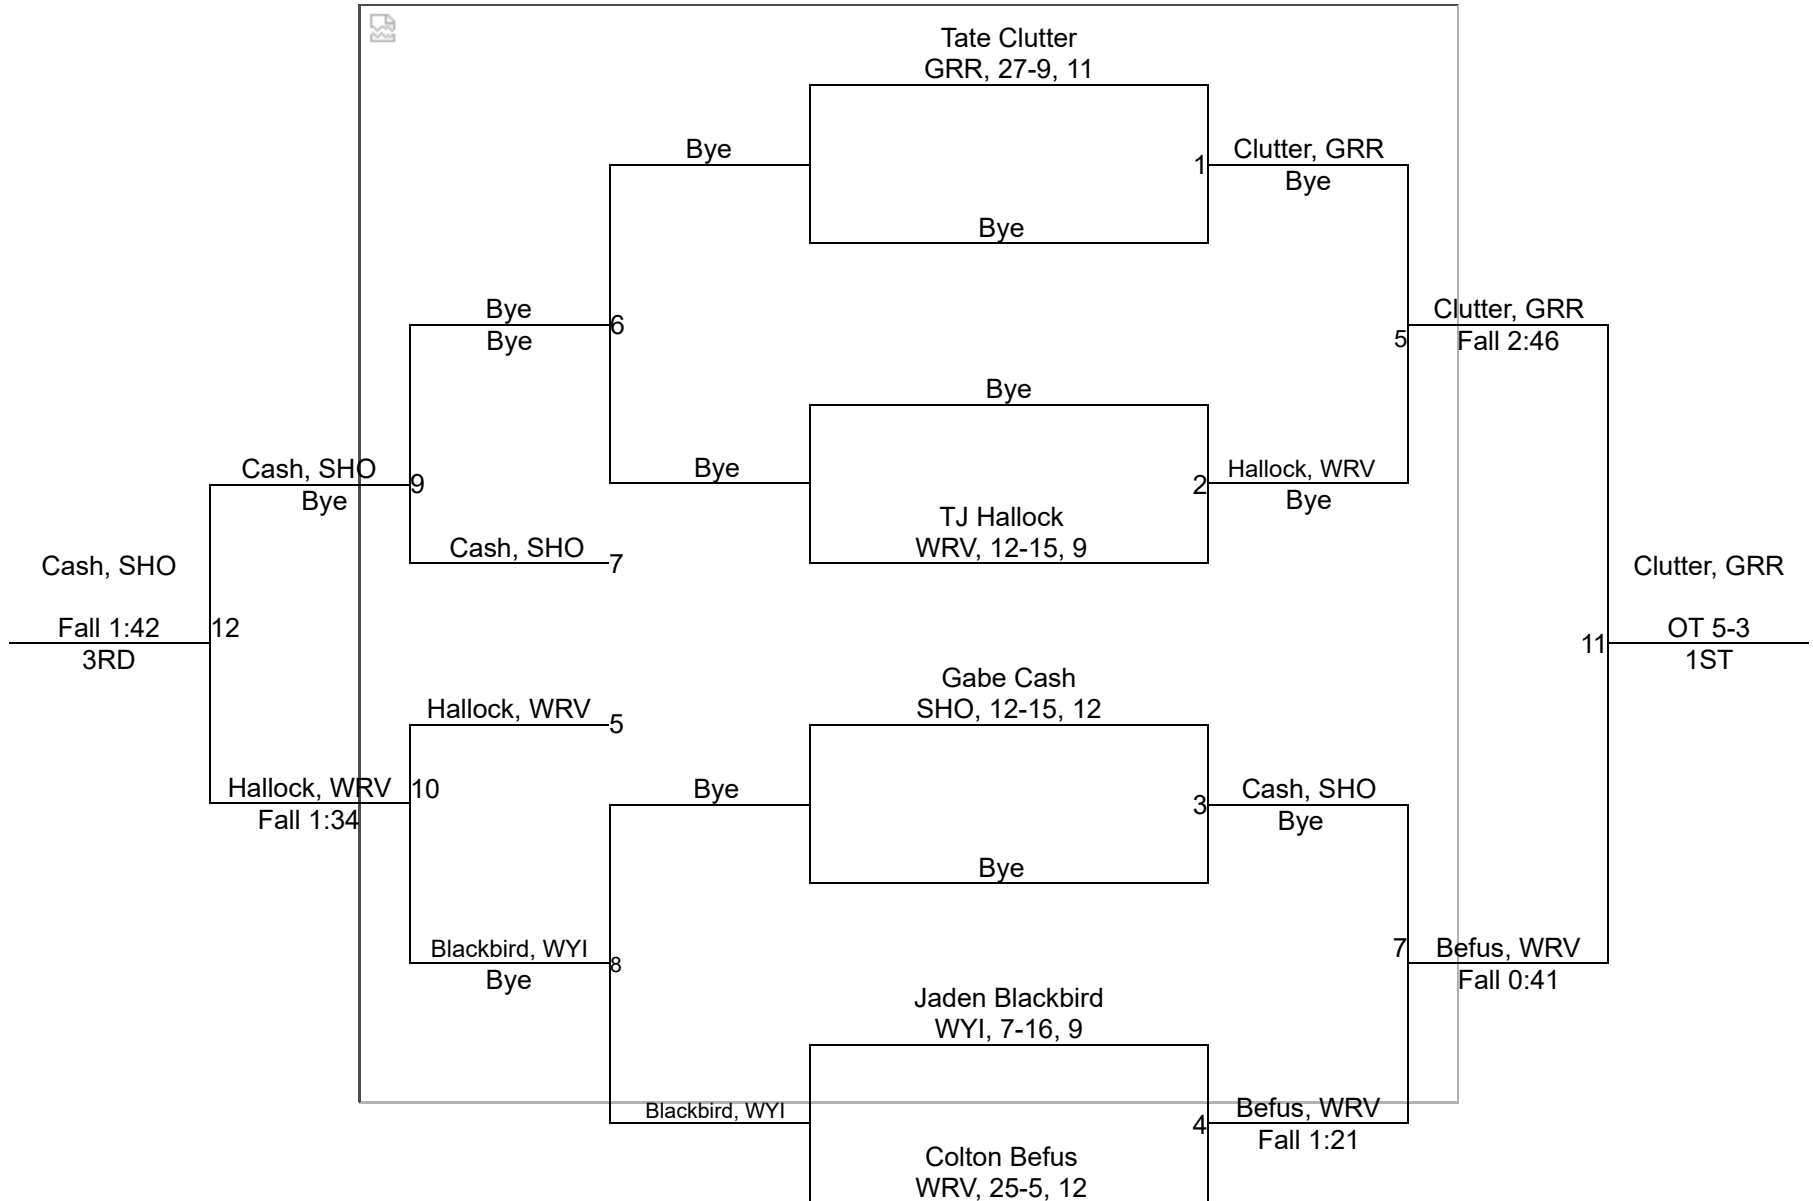 Tate Clutter
GRR, 27-9, 11
Bye
1
Clutter, GRR
Bye
Bye
Bye
Bye
6
Clutter, GRR
Fall 2:46
5
Bye
Cash, SHO
Bye
9
Bye
2
Hallock, WRV
Bye
TJ Hallock
WRV, 12-15, 9
Cash, SHO
7
Cash, SHO
Fall 1:42
3RD
12
Clutter, GRR
OT 5-3
1ST
11
Gabe Cash
SHO, 12-15, 12
Hallock, WRV
5
Hallock, WRV
Fall 1:34
10
Bye
3
Cash, SHO
Bye
Bye
Blackbird, WYI
Bye
8
7
Befus, WRV
Fall 0:41
Jaden Blackbird
WYI, 7-16, 9
Blackbird, WYI
4
Befus, WRV
Fall 1:21
Colton Befus
WRV, 25-5, 12